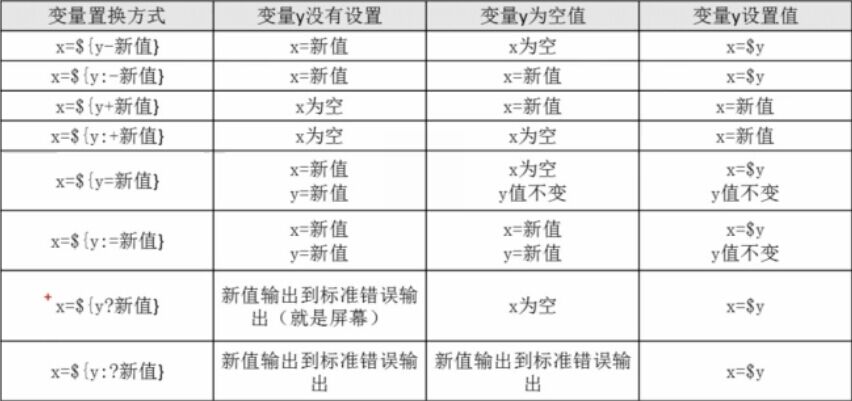 变量置换方式 变量y没有设置 变量y为空值 变量y设置值
x=${y-新值} x=新值 x为空 x=$y
x=${y:-新值} x=新值 x=新值 x=$y
x=${y+新值} x为空 x=新值 x=新值
x=${y:+新值} x为空 x为空 x=新值
x=${y=新值} x=新值 x为空 x=$y
y=新值 y值不变 y值不变
x=${y:=新值} x=新值 x=新值 x=$y
y=新值 y=新值 y值不变
x=${y?新值} 新值输出到标准错误输 x为空 x=$y
出（就是屏幕）
x=${y:?新值} 新值输出到标准错误输 新值输出到标准错误输 x=$y
出 出